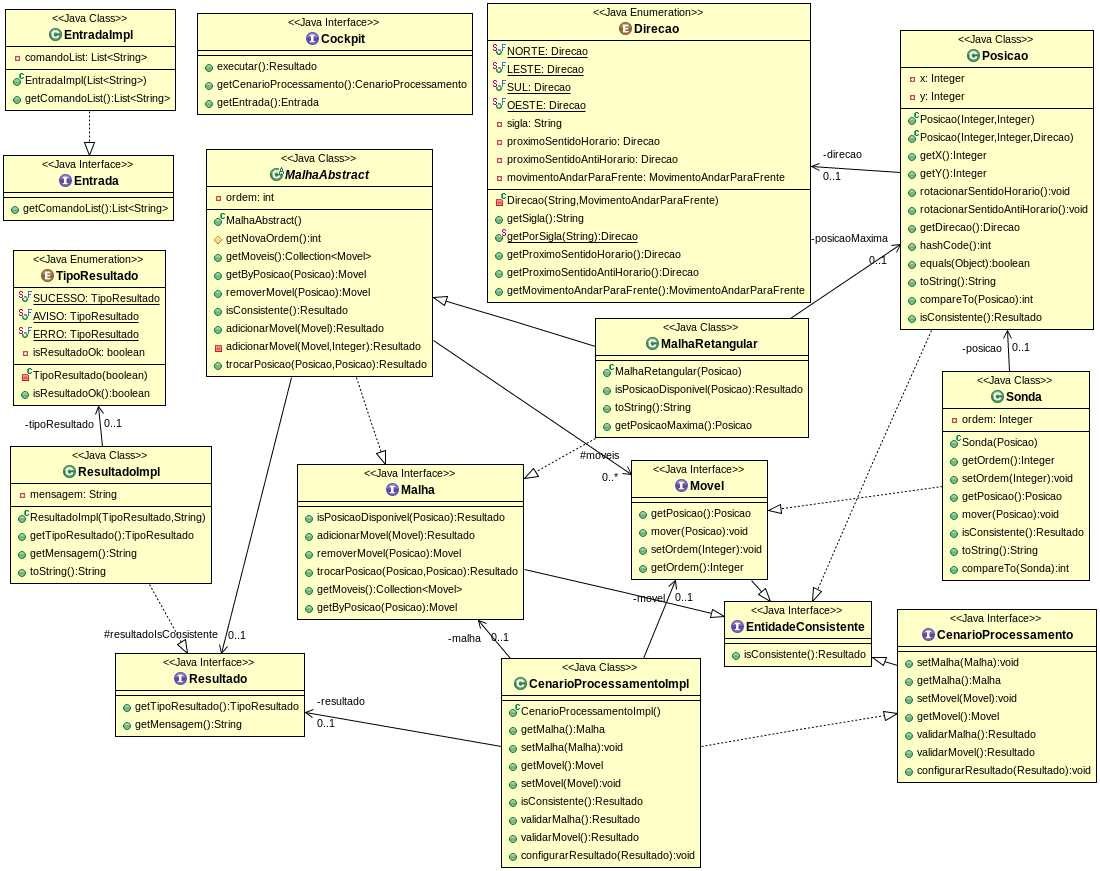 <<Java Class>>
EntradaImpl
comandoList: List<String>
EntradaImpl(List<String>)
getComandoList():List<String>
<<Java Interface>>
Cockpit
executar():Resultado
getCenarioProcessamento():CenarioProcessamento
getEntrada():Entrada
<<Java Enumeration>>
Direcao
NORTE: Direcao
LESTE: Direcao
SUL: Direcao
OESTE: Direcao
sigla: String
proximoSentidoHorario: Direcao
proximoSentidoAntiHorario: Direcao
movimentoAndarParaFrente: MovimentoAndarParaFrente
Direcao(String,MovimentoAndarParaFrente)
getSigla():String
getPorSigla(String):Direcao
getProximoSentidoHorario():Direcao
getProximoSentidoAntiHorario():Direcao
getMovimentoAndarParaFrente():MovimentoAndarParaFrente
<<Java Class>>
Posicao
x: Integer
y: Integer
Posicao(Integer,Integer)
Posicao(Integer,Integer,Direcao)
getX():Integer
getY():Integer
rotacionarSentidoHorario():void
rotacionarSentidoAntiHorario():void
getDirecao():Direcao
hashCode():int
equals(Object):boolean
toString():String
compareTo(Posicao):int
isConsistente():Resultado
-direcao
0..1
-posicaoMaxima
0..1
<<Java Interface>>
Entrada
getComandoList():List<String>
<<Java Class>>
MalhaAbstract
ordem: int
MalhaAbstract()
getNovaOrdem():int
getMoveis():Collection<Movel>
getByPosicao(Posicao):Movel
removerMovel(Posicao):Movel
isConsistente():Resultado
adicionarMovel(Movel):Resultado
adicionarMovel(Movel,Integer):Resultado
trocarPosicao(Posicao,Posicao):Resultado
<<Java Enumeration>>
TipoResultado
SUCESSO: TipoResultado
AVISO: TipoResultado
ERRO: TipoResultado
isResultadoOk: boolean
TipoResultado(boolean)
isResultadoOk():boolean
-tipoResultado
0..1
<<Java Class>>
MalhaRetangular
MalhaRetangular(Posicao)
isPosicaoDisponivel(Posicao):Resultado
toString():String
getPosicaoMaxima():Posicao
-posicao
0..1
<<Java Class>>
Sonda
ordem: Integer
Sonda(Posicao)
getOrdem():Integer
setOrdem(Integer):void
getPosicao():Posicao
mover(Posicao):void
isConsistente():Resultado
toString():String
compareTo(Sonda):int
<<Java Class>>
ResultadoImpl
mensagem: String
ResultadoImpl(TipoResultado,String)
getTipoResultado():TipoResultado
getMensagem():String
toString():String
<<Java Interface>>
Malha
isPosicaoDisponivel(Posicao):Resultado
adicionarMovel(Movel):Resultado
removerMovel(Posicao):Movel
trocarPosicao(Posicao,Posicao):Resultado
getMoveis():Collection<Movel>
getByPosicao(Posicao):Movel
#moveis
0..*
<<Java Interface>>
Movel
getPosicao():Posicao
mover(Posicao):void
setOrdem(Integer):void
getOrdem():Integer
-movel
0..1
<<Java Interface>>
EntidadeConsistente
isConsistente():Resultado
<<Java Interface>>
CenarioProcessamento
setMalha(Malha):void
getMalha():Malha
setMovel(Movel):void
getMovel():Movel
validarMalha():Resultado
validarMovel():Resultado
configurarResultado(Resultado):void
#resultadoIsConsistente
0..1
-malha
0..1
<<Java Interface>>
Resultado
getTipoResultado():TipoResultado
getMensagem():String
-resultado
0..1
<<Java Class>>
CenarioProcessamentoImpl
CenarioProcessamentoImpl()
getMalha():Malha
setMalha(Malha):void
getMovel():Movel
setMovel(Movel):void
isConsistente():Resultado
validarMalha():Resultado
validarMovel():Resultado
configurarResultado(Resultado):void